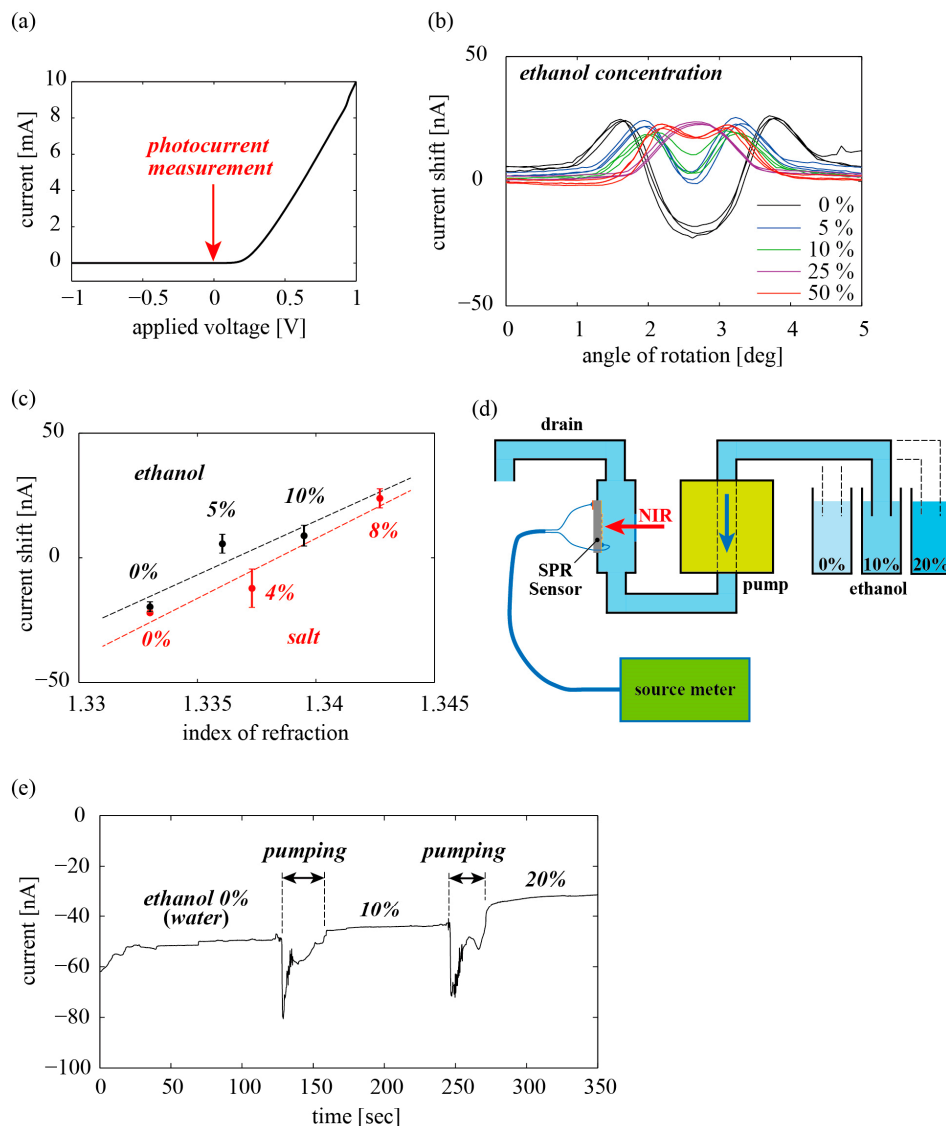 (a)
10
8
6
4
2
0
current [mA]
photocurrent
measurement
−1
−0.5
0
0.5
1
applied voltage [V]
(b)
50
0
−50
current shift [nA]
ethanol concentration
0 %
5 %
10 %
25 %
50 %
0
1
2
3
4
5
angle of rotation [deg]
(c)
50
0
−50
current shift [nA]
ethanol
0%
5%
10%
0%
4%
8%
salt
1.33
1.335
1.34
1.345
index of refraction
(d)
drain
NIR
SPR
Sensor
pump
0%
10%
20%
ethanol
source meter
(e)
0
−20
−40
−60
−80
−100
current [nA]
ethanol 0%
(water)
pumping
10%
pumping
20%
0
50
100
150
200
250
300
350
time [sec]